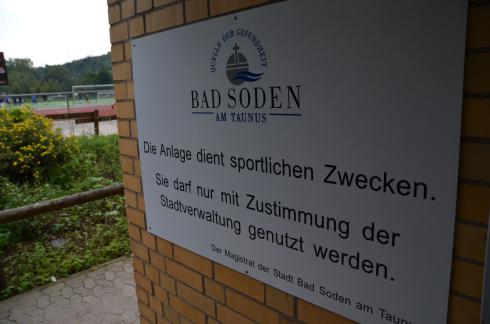 QUELLE DER GESUNDHEIT
BAD SODEN
AM TAUNUS
Die Anlage dient sportlichen Zwecken.
Sie darf nur mit Zustimmung der
Stadtverwaltung genutzt werden.
Der Magistrat der Stadt Bad Soden am Taunus